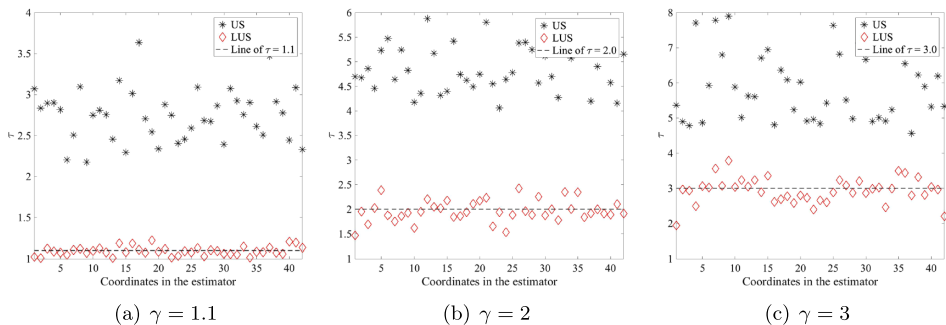 4
3.5
3
2.5
2
1.5
1
τ
5 10 15 20 25 30 35 40
Coordinates in the estimator
US
LUS
Line of τ = 1.1
(a) γ = 1.1
6
5.5
5
4.5
4
3.5
3
2.5
2
1.5
1
τ
5 10 15 20 25 30 35 40
Coordinates in the estimator
US
LUS
Line of τ = 2.0
(b) γ = 2
8
7
6
5
4
3
2
1
τ
5 10 15 20 25 30 35 40
Coordinates in the estimator
US
LUS
Line of τ = 3.0
(c) γ = 3